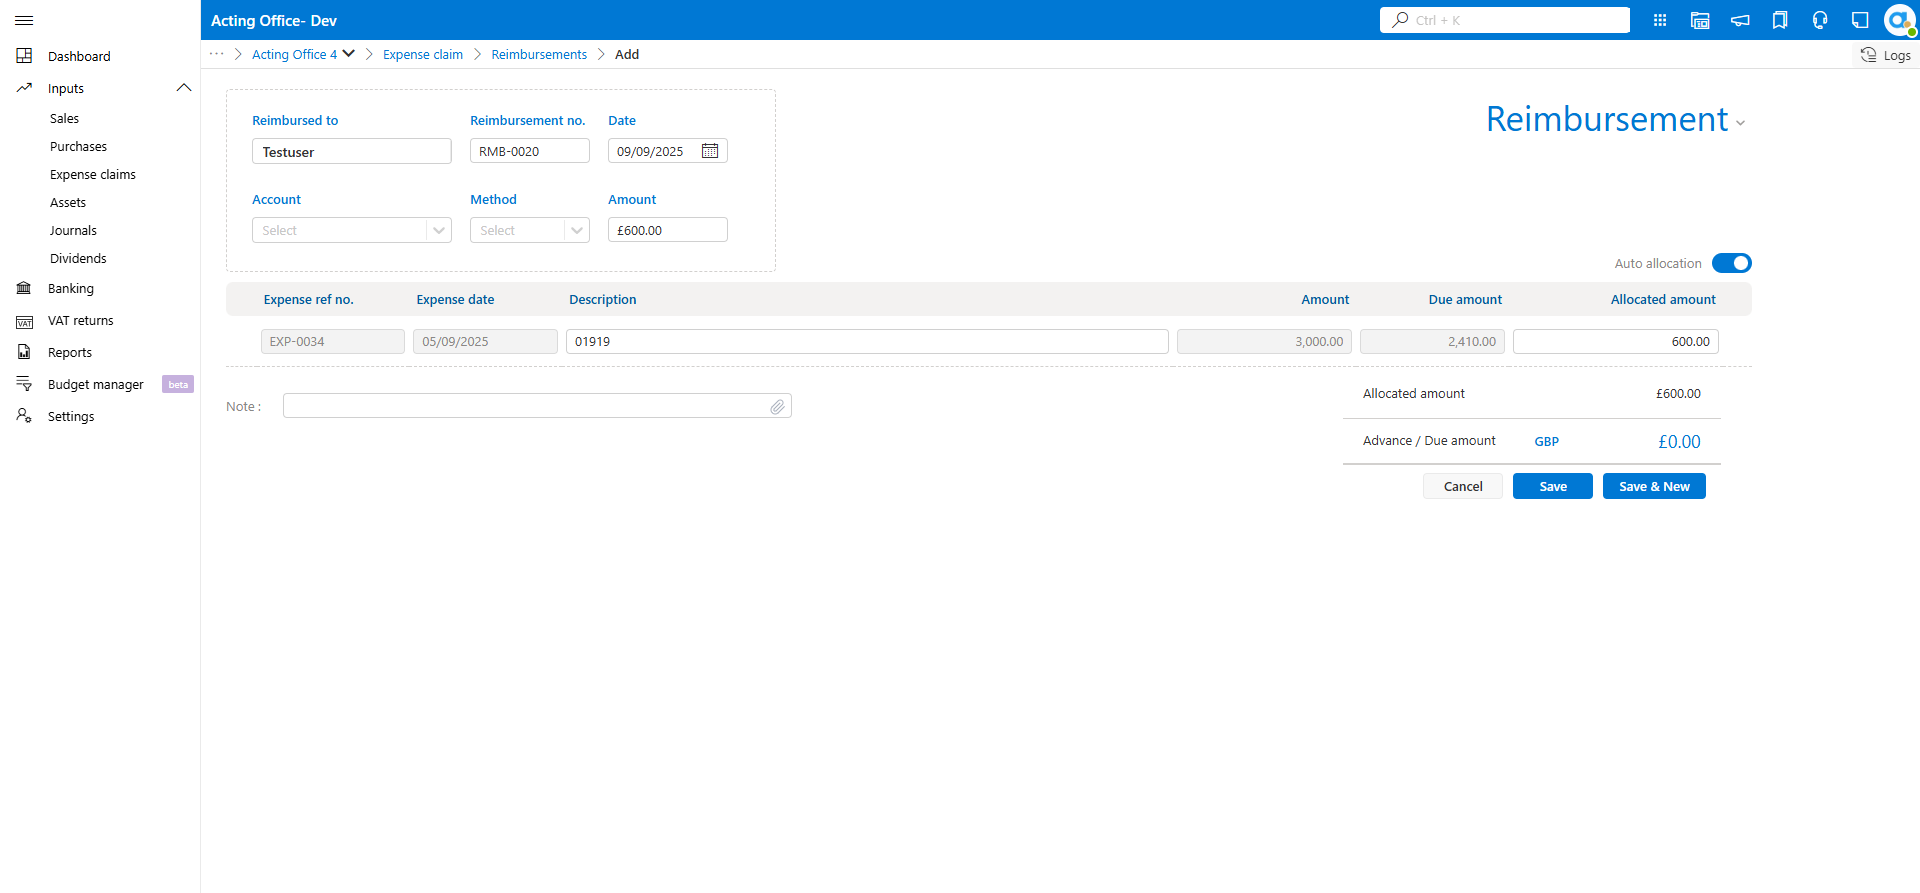 Acting Office- Dev
Ctrl + K
Dashboard
Inputs
Sales
Purchases
Expense claims
Assets
Journals
Dividends
Banking
VAT
VAT returns
Reports
Budget manager beta
Settings
··· Acting Office 4 Expense claim Reimbursements Add
Logs
Reimbursed to Reimbursement no. Date
Testuser RMB-0020 09/09/2025
Account Method Amount
Select Select £600.00
Reimbursement
Auto allocation
Expense ref no. Expense date Description Amount Due amount Allocated amount
EXP-0034 05/09/2025 01919 3,000.00 2,410.00 600.00
Note :
Allocated amount £600.00
Advance / Due amount GBP £0.00
Cancel Save Save & New